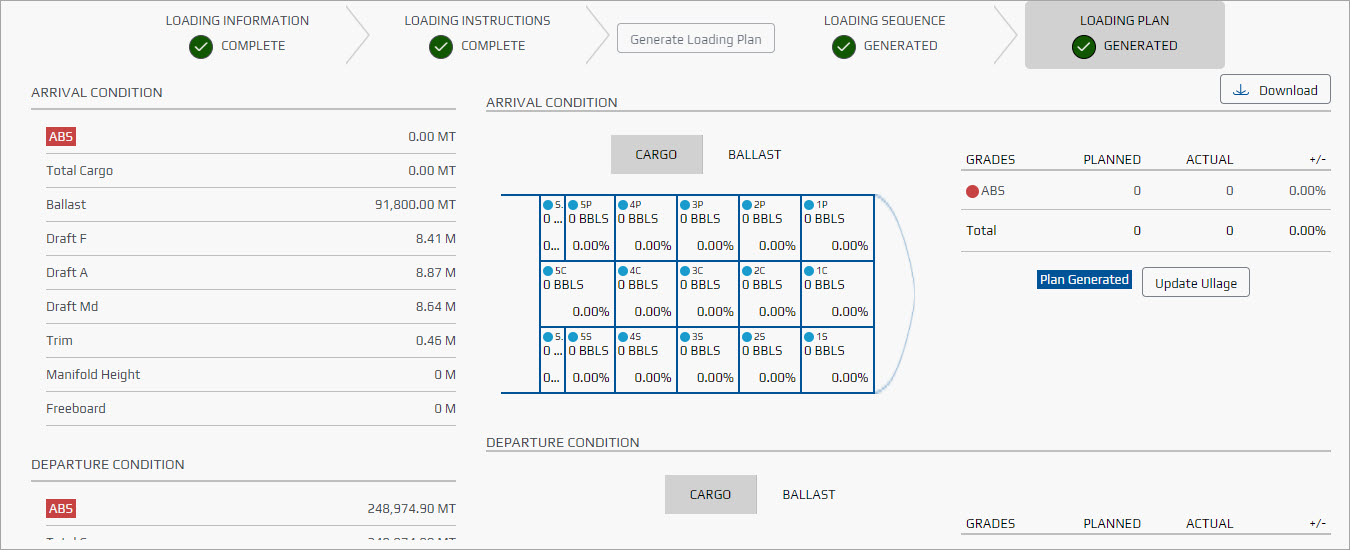 LOADING INFORMATION
COMPLETE
LOADING INSTRUCTIONS
COMPLETE
Generate Loading Plan
LOADING SEQUENCE
GENERATED
LOADING PLAN
GENERATED
Download
ARRIVAL CONDITION
ABS 0.00 MT
Total Cargo 0.00 MT
Ballast 91,800.00 MT
Draft F 8.41 M
Draft A 8.87 M
Draft Md 8.64 M
Trim 0.46 M
Manifold Height 0 M
Freeboard 0 M
DEPARTURE CONDITION
ABS 248,974.90 MT
ARRIVAL CONDITION
CARGO BALLAST
S. 5P 4P 3P 2P 1P
0 ... 0 BBLS 0 BBLS 0 BBLS 0 BBLS 0 BBLS
0... 0.00% 0.00% 0.00% 0.00% 0.00%
5C 4C 3C 2C 1C
0 BBLS 0 BBLS 0 BBLS 0 BBLS 0 BBLS
0.00% 0.00% 0.00% 0.00% 0.00%
S. 5S 4S 3S 2S 1S
0 ... 0 BBLS 0 BBLS 0 BBLS 0 BBLS 0 BBLS
0... 0.00% 0.00% 0.00% 0.00% 0.00%
GRADES PLANNED ACTUAL +/-
ABS 0 0 0.00%
Total 0 0 0.00%
Plan Generated Update Ullage
DEPARTURE CONDITION
CARGO BALLAST
GRADES PLANNED ACTUAL +/-